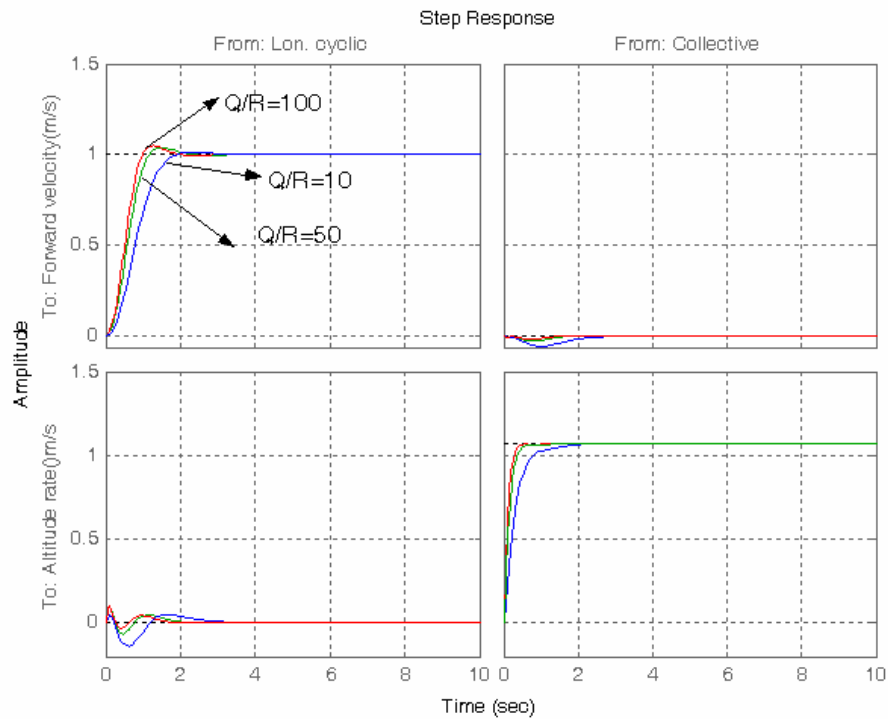 Step Response
From: Lon. cyclic
From: Collective
To: Forward velocity(m/s)
1.5
1
0.5
0
Q/R=100
Q/R=10
Q/R=50
Amplitude
To: Altitude rate()m/s
1.5
1
0.5
0
0 2 4 6 8 10
0 2 4 6 8 10
Time (sec)